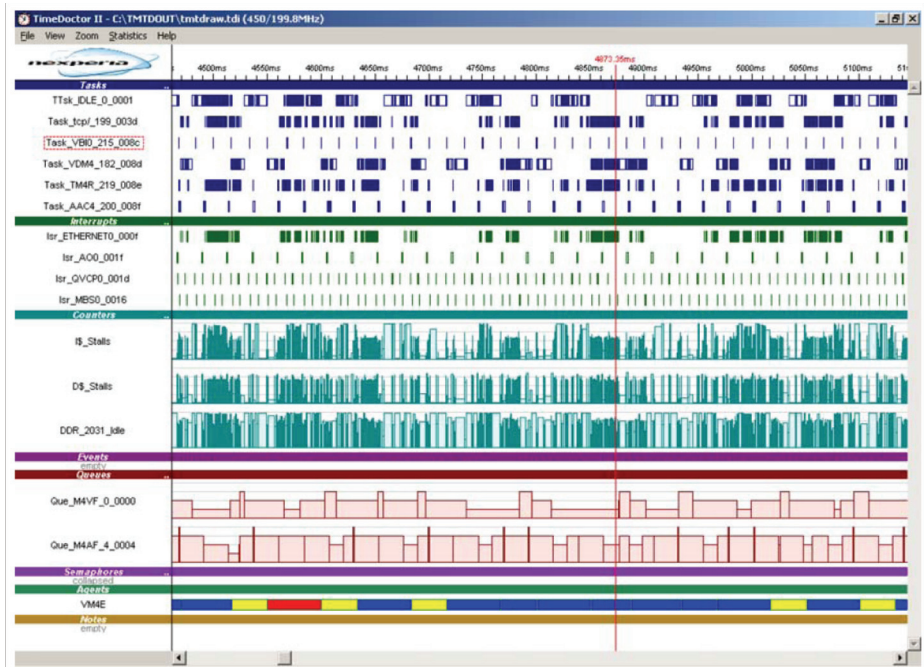 TimeDoctor II - C:\TMTDOUT\tmtdraw.tdi (450/199.8MHz)
File View Zoom Statistics Help
nexperia
4873.35ms
4600ms 4550ms 4600ms 4650ms 4700ms 4750ms 4800ms 4850ms 4900ms 4950ms 5000ms 5050ms 5100ms 515
Tasks
TTsk_IDLE_0_0001
Task_tcp/_199_003d
Task_VBI0_215_008c
Task_VDM4_182_008d
Task_TM4R_219_008e
Task_AAC4_200_008f
Interrupts
Isr_ETHERNET0_000f
Isr_AO0_001f
Isr_QVCP0_001d
Isr_MBS0_0016
Counters
I$_Stalls
D$_Stalls
DDR_2031_Idle
Events
empty
Queues
Que_M4VF_0_0000
Que_M4AF_4_0004
Semaphores
collapsed
Agents
VM4E
Notes
empty